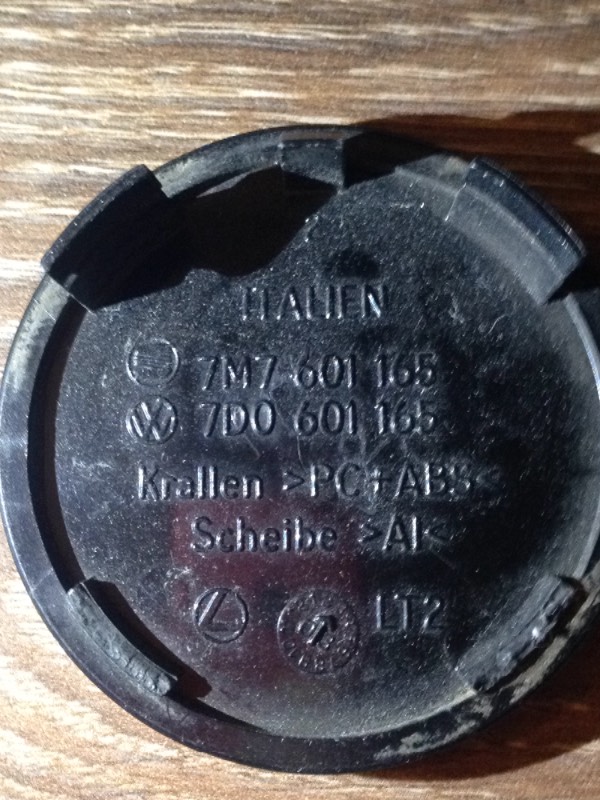 ITALIEN
7M7 601 165
7D0 601 165
Krallen >PC+ABS<
Scheibe >Al<
LT2